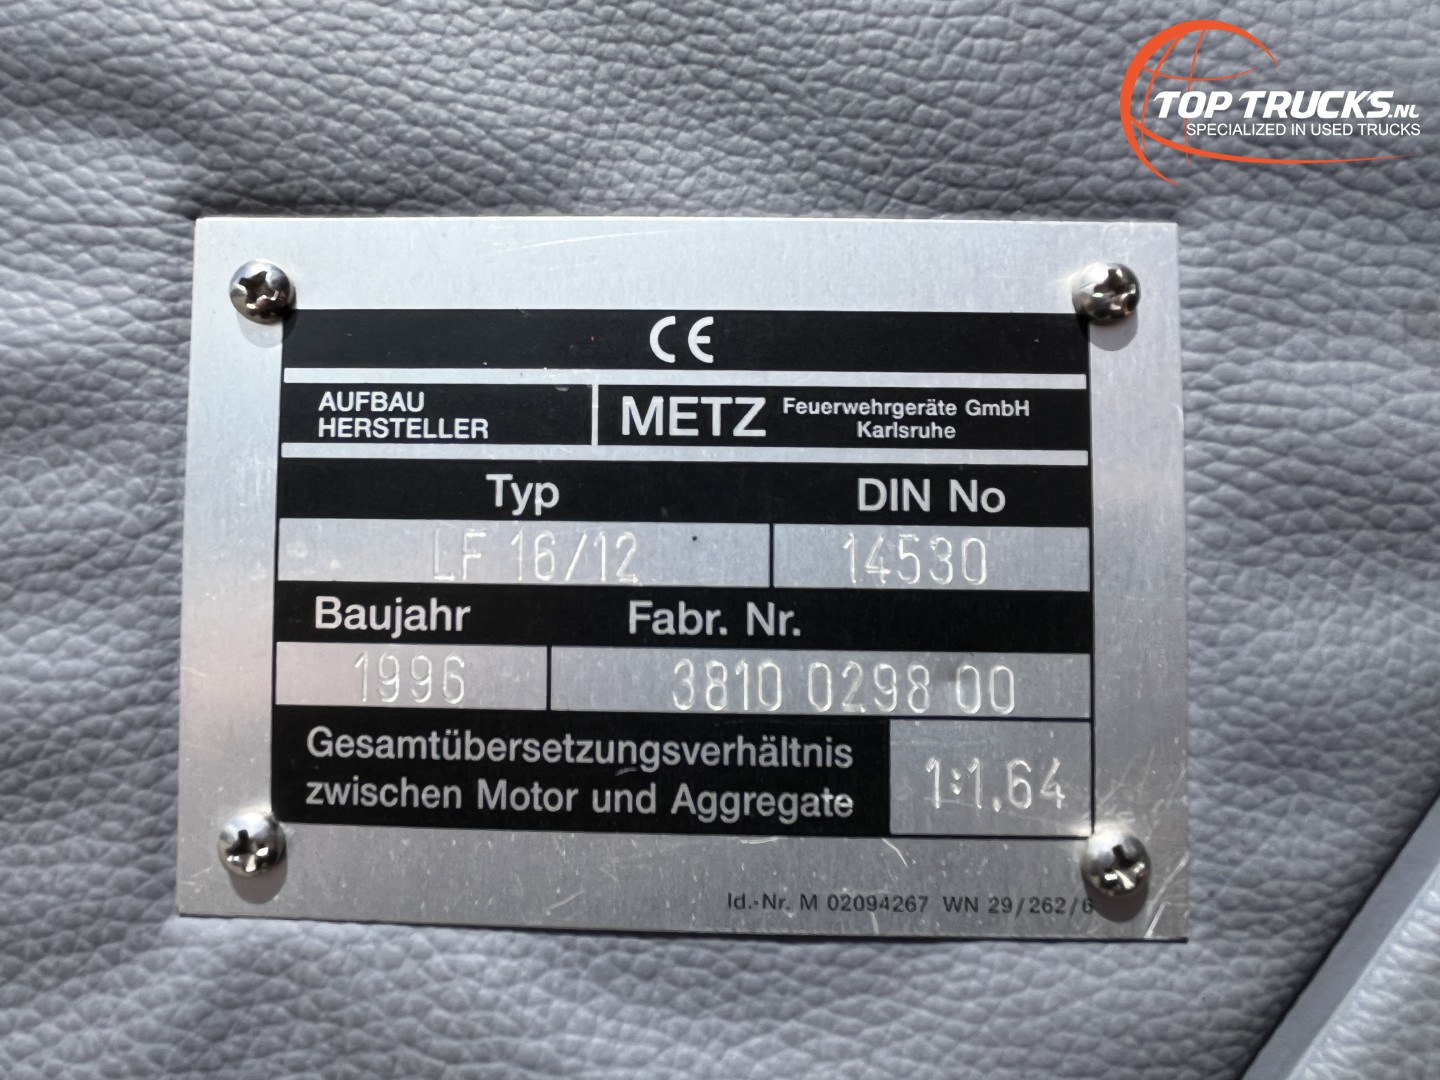 TOP TRUCKS.NL
SPECIALIZED IN USED TRUCKS
CE
AUFBAU HERSTELLER
METZ Feuerwehrgeräte GmbH Karlsruhe
Typ DIN No
LF 16/12 14530
Baujahr Fabr. Nr.
1996 3810 0298 00
Gesamtübersetzungsverhältnis
zwischen Motor und Aggregate
1:1.64
Id.-Nr. M 02094267 WN 29/262/6